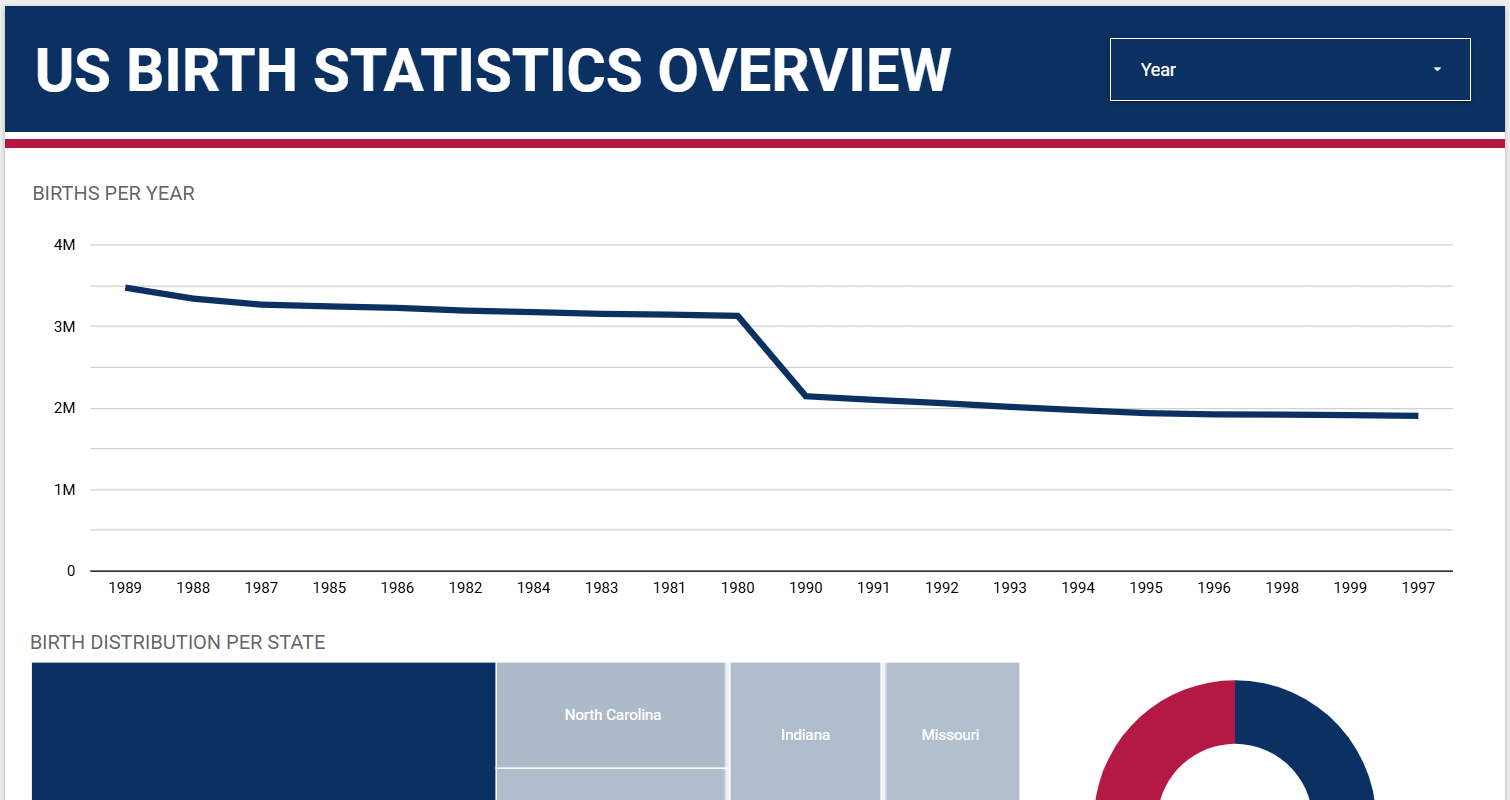 US BIRTH STATISTICS OVERVIEW
Year
BIRTHS PER YEAR
4M
3M
2M
1M
0
1989 1988 1987 1985 1986 1982 1984 1983 1981 1980 1990 1991 1992 1993 1994 1995 1996 1998 1999 1997
BIRTH DISTRIBUTION PER STATE
North Carolina
Indiana
Missouri